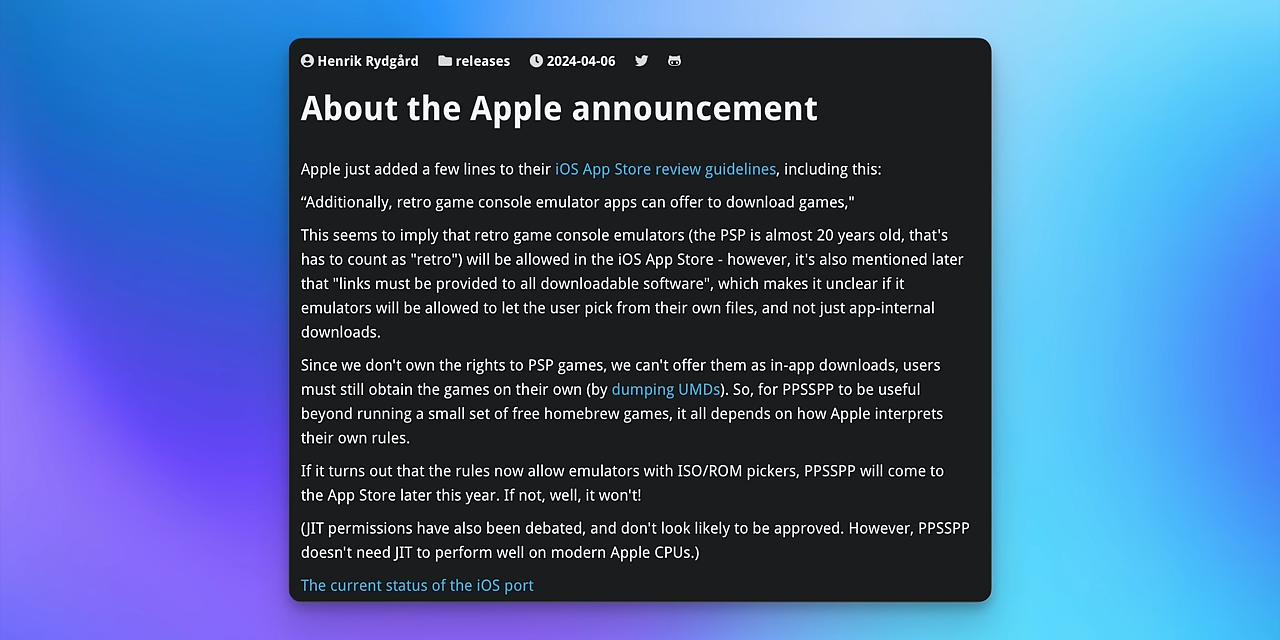 Henrik Rydgård releases 2024-04-06
About the Apple announcement
Apple just added a few lines to their iOS App Store review guidelines, including this:
“Additionally, retro game console emulator apps can offer to download games,"
This seems to imply that retro game console emulators (the PSP is almost 20 years old, that's
has to count as "retro") will be allowed in the iOS App Store - however, it's also mentioned later
that "links must be provided to all downloadable software", which makes it unclear if it
emulators will be allowed to let the user pick from their own files, and not just app-internal
downloads.
Since we don't own the rights to PSP games, we can't offer them as in-app downloads, users
must still obtain the games on their own (by dumping UMDs). So, for PPSSPP to be useful
beyond running a small set of free homebrew games, it all depends on how Apple interprets
their own rules.
If it turns out that the rules now allow emulators with ISO/ROM pickers, PPSSPP will come to
the App Store later this year. If not, well, it won't!
(JIT permissions have also been debated, and don't look likely to be approved. However, PPSSPP
doesn't need JIT to perform well on modern Apple CPUs.)
The current status of the iOS port